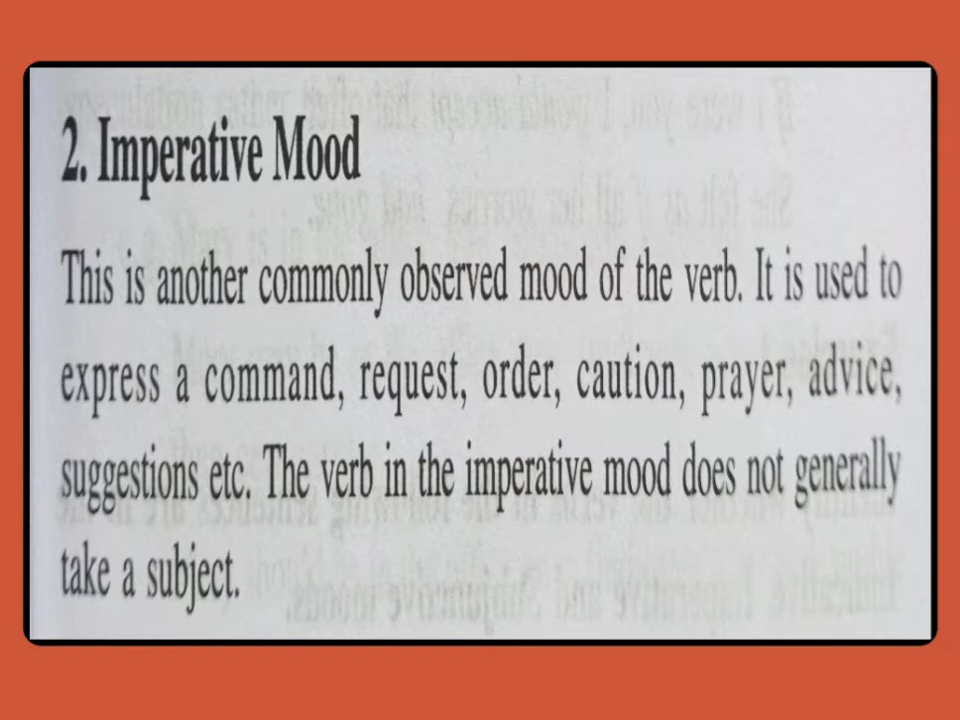 2. Imperative Mood
This is another commonly observed mood of the verb. It is used to
express a command, request, order, caution, prayer, advice,
suggestions etc. The verb in the imperative mood does not generally
take a subject.